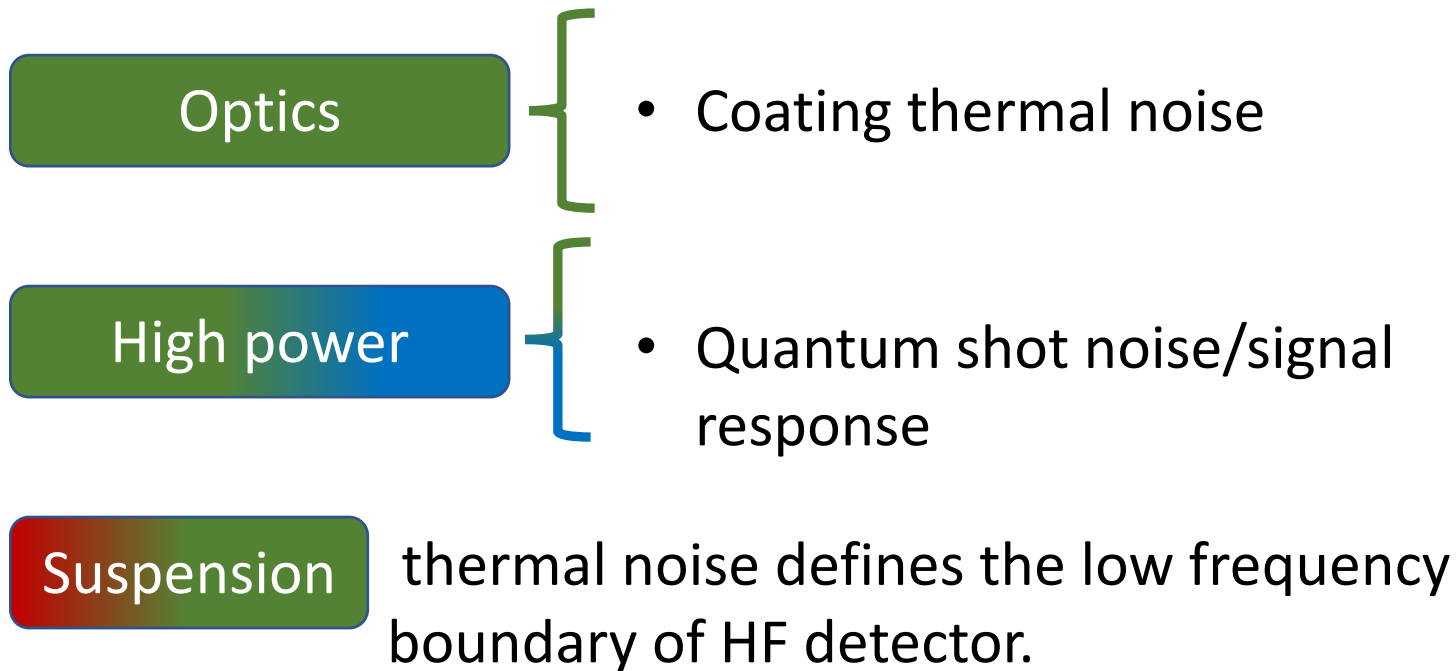 Optics
• Coating thermal noise
High power
• Quantum shot noise/signal
response
Suspension
thermal noise defines the low frequency
boundary of HF detector.